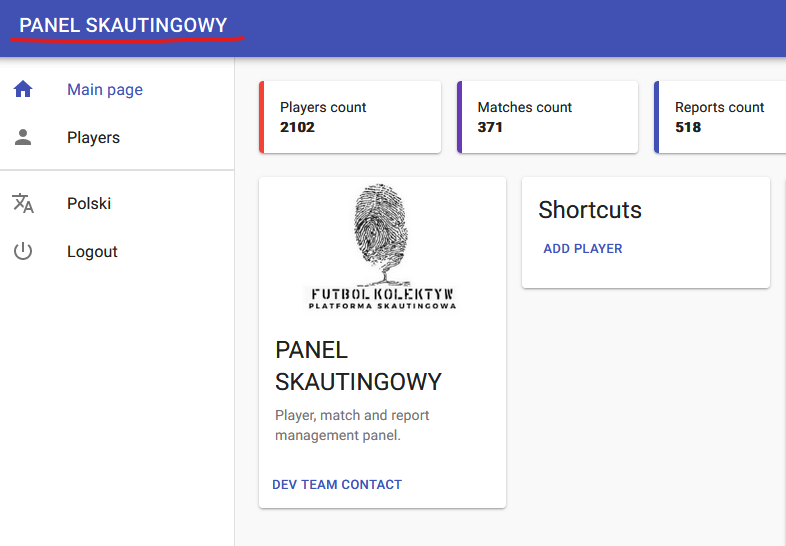 PANEL SKAUTINGOWY
Main page
Players
Polski
Logout
Players count
2102
Matches count
371
Reports count
518
FUTBOL KOLEKTYW
PLATFORMA SKAUTINGOWA
PANEL
SKAUTINGOWY
Player, match and report
management panel.
DEV TEAM CONTACT
Shortcuts
ADD PLAYER